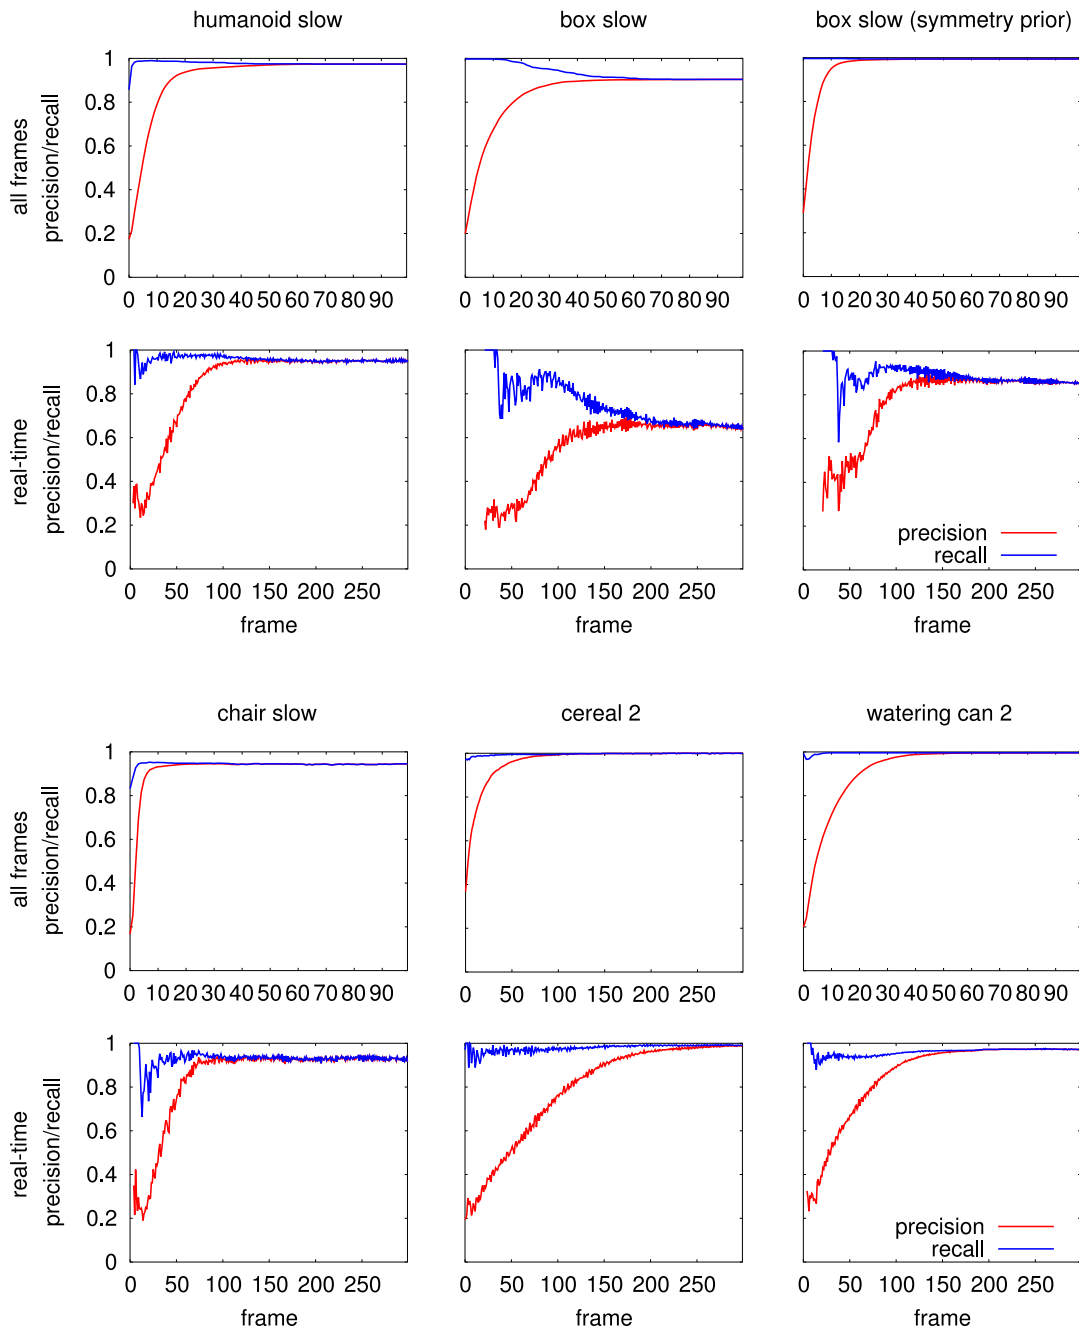 humanoid slow
box slow
box slow (symmetry prior)
all frames
precision/recall
1
0.8
0.6
0.4
0.2
0
0 10 20 30 40 50 60 70 80 90
0 10 20 30 40 50 60 70 80 90
0 10 20 30 40 50 60 70 80 90
real-time
precision/recall
1
0.8
0.6
0.4
0.2
0
precision
recall
0 50 100 150 200 250
0 50 100 150 200 250
0 50 100 150 200 250
frame
frame
frame
chair slow
cereal 2
watering can 2
all frames
precision/recall
1
0.8
0.6
0.4
0.2
0
0 10 20 30 40 50 60 70 80 90
0 50 100 150 200 250
0 10 20 30 40 50 60 70 80 90
real-time
precision/recall
1
0.8
0.6
0.4
0.2
0
precision
recall
0 50 100 150 200 250
0 50 100 150 200 250
0 50 100 150 200 250
frame
frame
frame